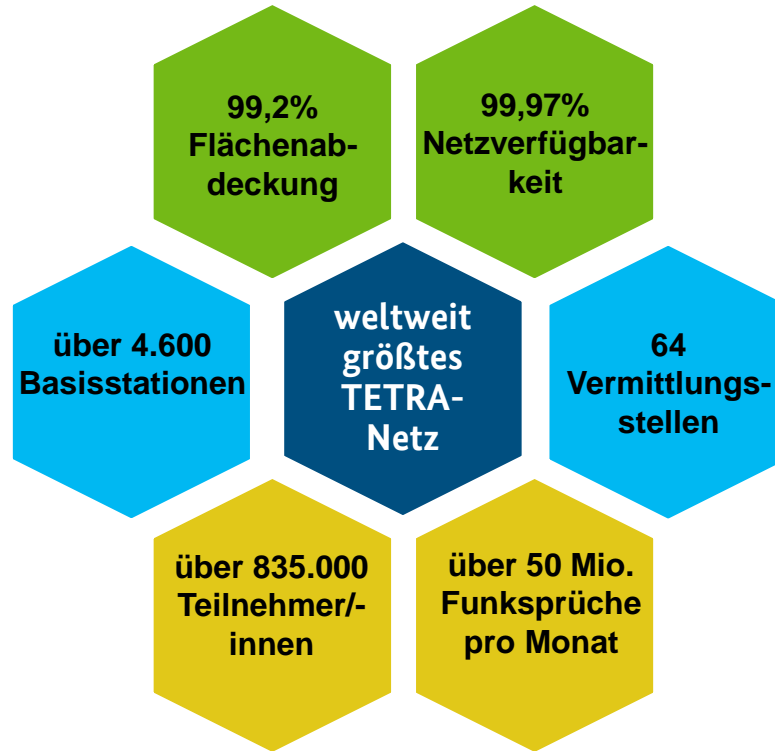 99,2%
Flächenab-
deckung
99,97%
Netzverfügbar-
keit
über 4.600
Basisstationen
weltweit
größtes
TETRA-
Netz
64
Vermittlungs-
stellen
über 835.000
Teilnehmer/-
innen
über 50 Mio.
Funksprüche
pro Monat